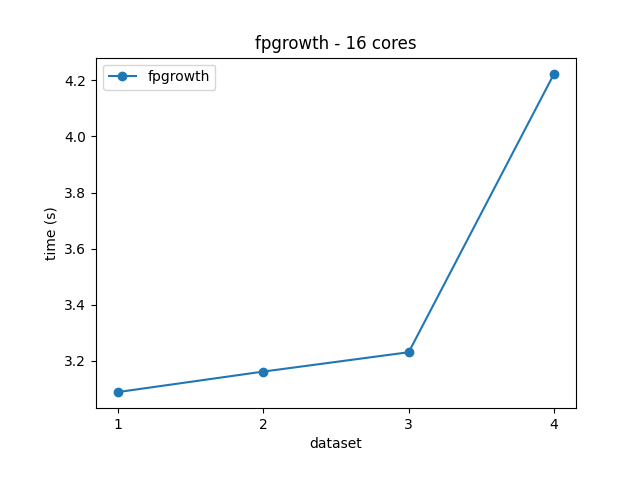 fpgrowth - 16 cores
fpgrowth
4.2
4.0
3.8
3.6
3.4
3.2
time (s)
1 2 3 4
dataset